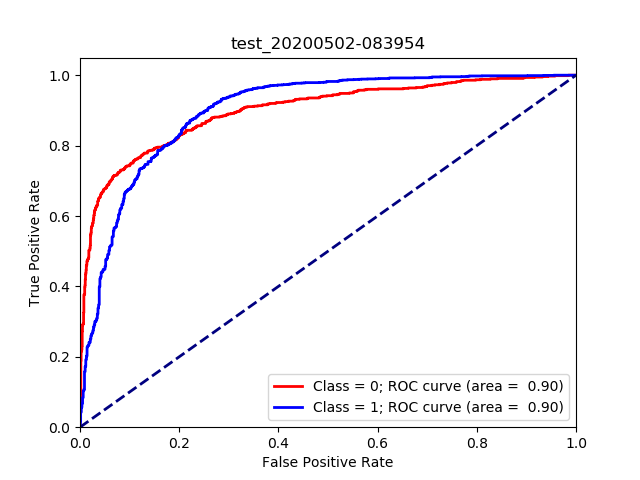 test_20200502-083954
1.0
0.8
0.6
0.4
0.2
0.0
True Positive Rate
Class = 0; ROC curve (area =  0.90)
Class = 1; ROC curve (area =  0.90)
0.0 0.2 0.4 0.6 0.8 1.0
False Positive Rate